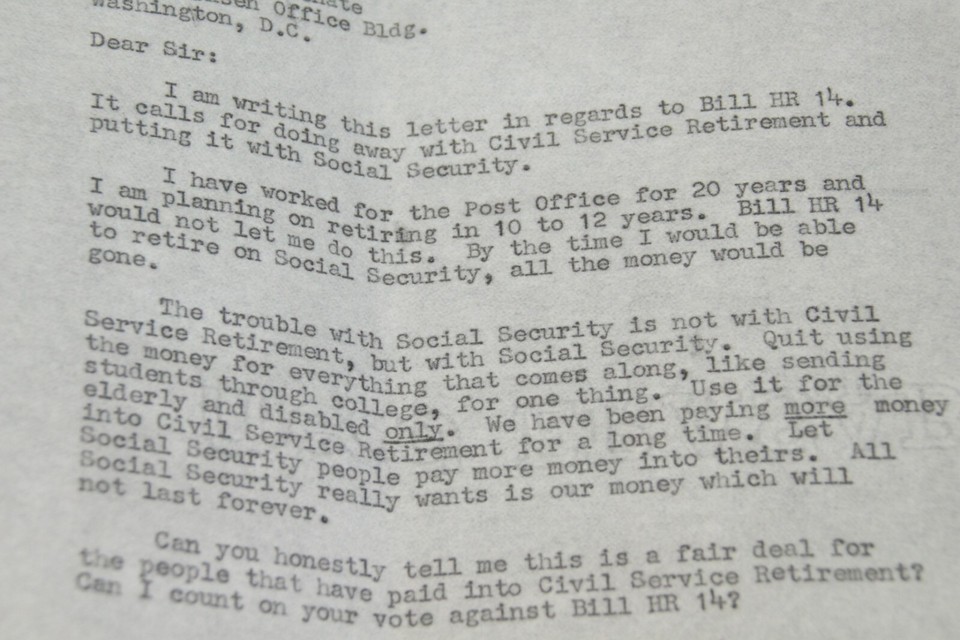 Office Bldg.
Washington, D.C.
Dear Sir:
I am writing this letter in regards to Bill HR 14.
It calls for doing away with Civil Service Retirement and
putting it with Social Security.
I have worked for the Post Office for 20 years and
I am planning on retiring in 10 to 12 years. Bill HR 14
would not let me do this. By the time I would be able
to retire on Social Security, all the money would be
gone.
The trouble with Social Security is not with Civil
Service Retirement, but with Social Security. Quit using
the money for everything that comes along, like sending
students through college, for one thing. Use it for the
elderly and disabled only. We have been paying more money
into Civil Service Retirement for a long time. Let
Social Security people pay more money into theirs. All
Social Security really wants is our money which will
not last forever.
Can you honestly tell me this is a fair deal for
the people that have paid into Civil Service Retirement?
Can I count on your vote against Bill HR 14?